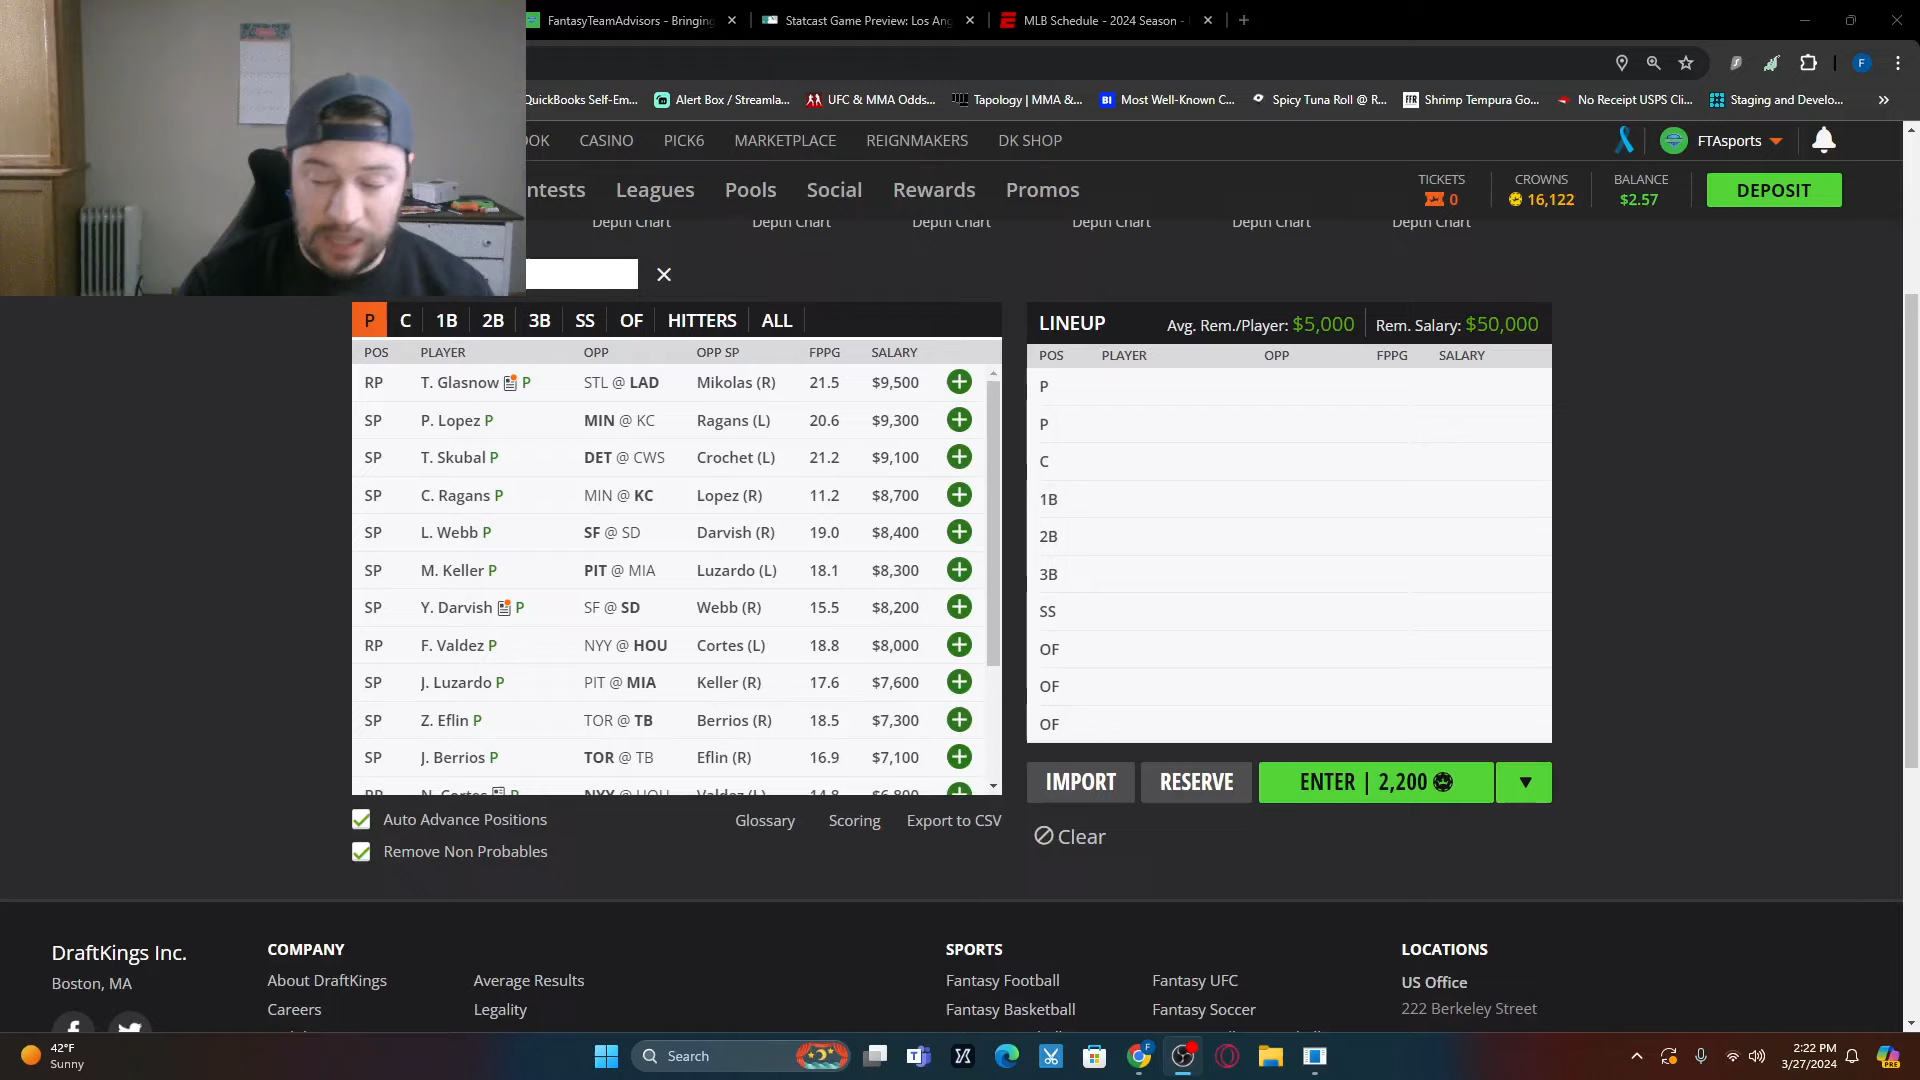 FantasyTeamAdvisors - Bringing
Statcast Game Preview: Los Ang
MLB Schedule - 2024 Season -
F
QuickBooks Self-Em...
Alert Box / Streamla...
UFC & MMA Odds...
Tapology | MMA &...
BI Most Well-Known C...
Spicy Tuna Roll @ R...
FFR Shrimp Tempura Go...
No Receipt USPS Cli...
Staging and Develo...
OOK CASINO PICK6 MARKETPLACE REIGNMAKERS DK SHOP
FTAsports
ntests Leagues Pools Social Rewards Promos
TICKETS 0
CROWNS 16,122
BALANCE $2.57
DEPOSIT
Depth Chart Depth Chart Depth Chart Depth Chart Depth Chart Depth Chart
P C 1B 2B 3B SS OF HITTERS ALL
POS PLAYER OPP OPP SP FPPG SALARY
RP T. Glasnow P STL @ LAD Mikolas (R) 21.5 $9,500
SP P. Lopez P MIN @ KC Ragans (L) 20.6 $9,300
SP T. Skubal P DET @ CWS Crochet (L) 21.2 $9,100
SP C. Ragans P MIN @ KC Lopez (R) 11.2 $8,700
SP L. Webb P SF @ SD Darvish (R) 19.0 $8,400
SP M. Keller P PIT @ MIA Luzardo (L) 18.1 $8,300
SP Y. Darvish P SF @ SD Webb (R) 15.5 $8,200
RP F. Valdez P NYY @ HOU Cortes (L) 18.8 $8,000
SP J. Luzardo P PIT @ MIA Keller (R) 17.6 $7,600
SP Z. Eflin P TOR @ TB Berrios (R) 18.5 $7,300
SP J. Berrios P TOR @ TB Eflin (R) 16.9 $7,100
RP N. Cortes P NYY @ HOU Valdez (L) 14.8 $6,800
Auto Advance Positions
Remove Non Probables
Glossary Scoring Export to CSV
LINEUP Avg. Rem./Player: $5,000 Rem. Salary: $50,000
POS PLAYER OPP FPPG SALARY
P
P
C
1B
2B
3B
SS
OF
OF
OF
IMPORT RESERVE ENTER | 2,200
Clear
DraftKings Inc.
Boston, MA
COMPANY
About DraftKings
Careers
Average Results
Legality
SPORTS
Fantasy Football
Fantasy Basketball
Fantasy UFC
Fantasy Soccer
LOCATIONS
US Office
222 Berkeley Street
42°F
Sunny
Search
2:22 PM
3/27/2024
PRE